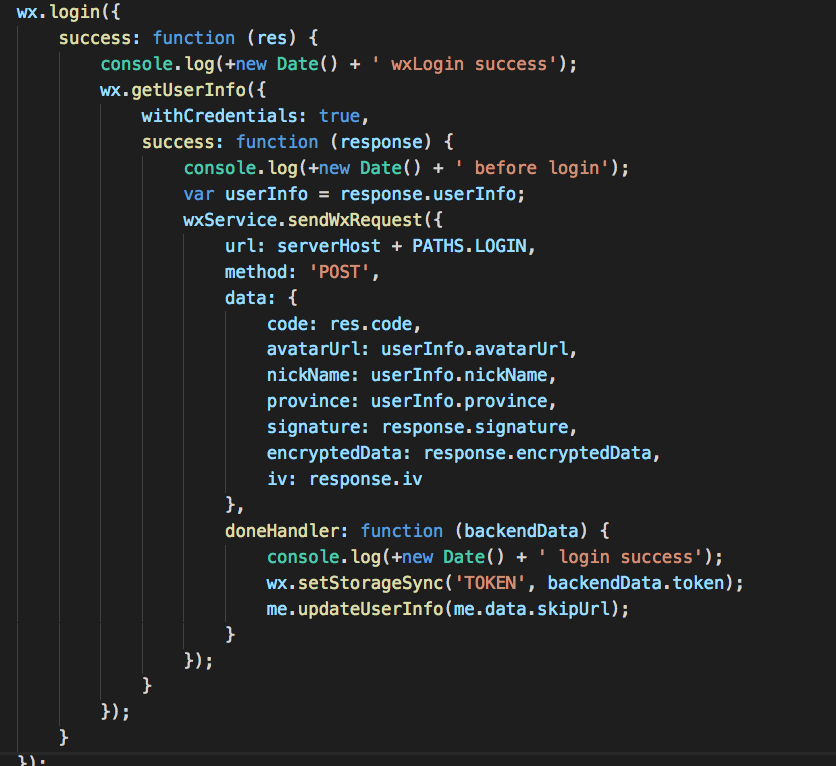 wx.login({
    success: function (res) {
        console.log(+new Date() + ' wxLogin success');
        wx.getUserInfo({
            withCredentials: true,
            success: function (response) {
                console.log(+new Date() + ' before login');
                var userInfo = response.userInfo;
                wxService.sendWxRequest({
                    url: serverHost + PATHS.LOGIN,
                    method: 'POST',
                    data: {
                        code: res.code,
                        avatarUrl: userInfo.avatarUrl,
                        nickName: userInfo.nickName,
                        province: userInfo.province,
                        signature: response.signature,
                        encryptedData: response.encryptedData,
                        iv: response.iv
                    },
                    doneHandler: function (backendData) {
                        console.log(+new Date() + ' login success');
                        wx.setStorageSync('TOKEN', backendData.token);
                        me.updateUserInfo(me.data.skipUrl);
                    }
                });
            }
        });
    }
});